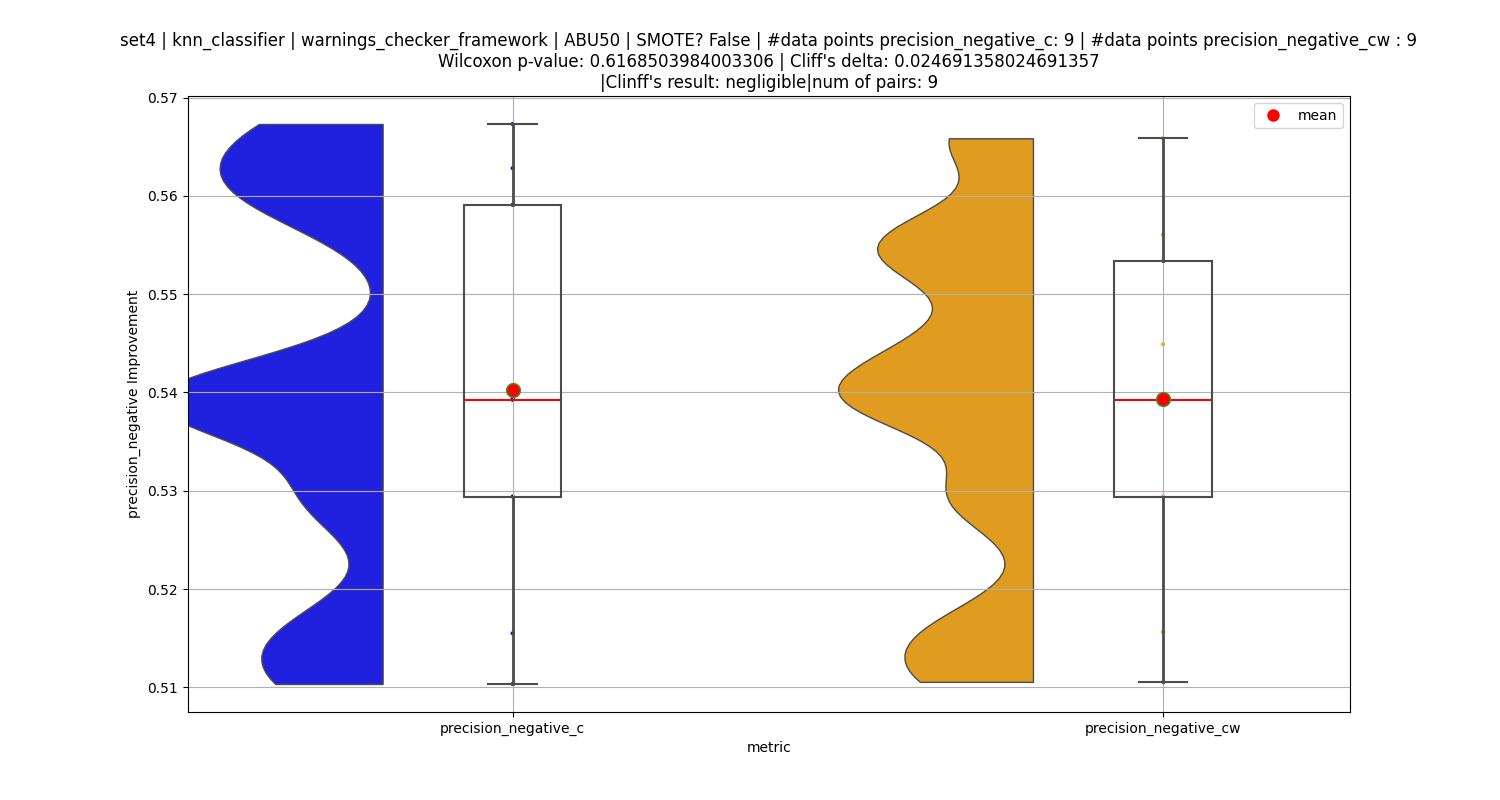 set4 | knn_classifier | warnings_checker_framework | ABU50 | SMOTE? False | #data points precision_negative_c: 9 | #data points precision_negative_cw : 9
Wilcoxon p-value: 0.6168503984003306 | Cliff's delta: 0.024691358024691357
|Clinff's result: negligible|num of pairs: 9
mean
precision_negative Improvement
0.57
0.56
0.55
0.54
0.53
0.52
0.51
precision_negative_c
precision_negative_cw
metric